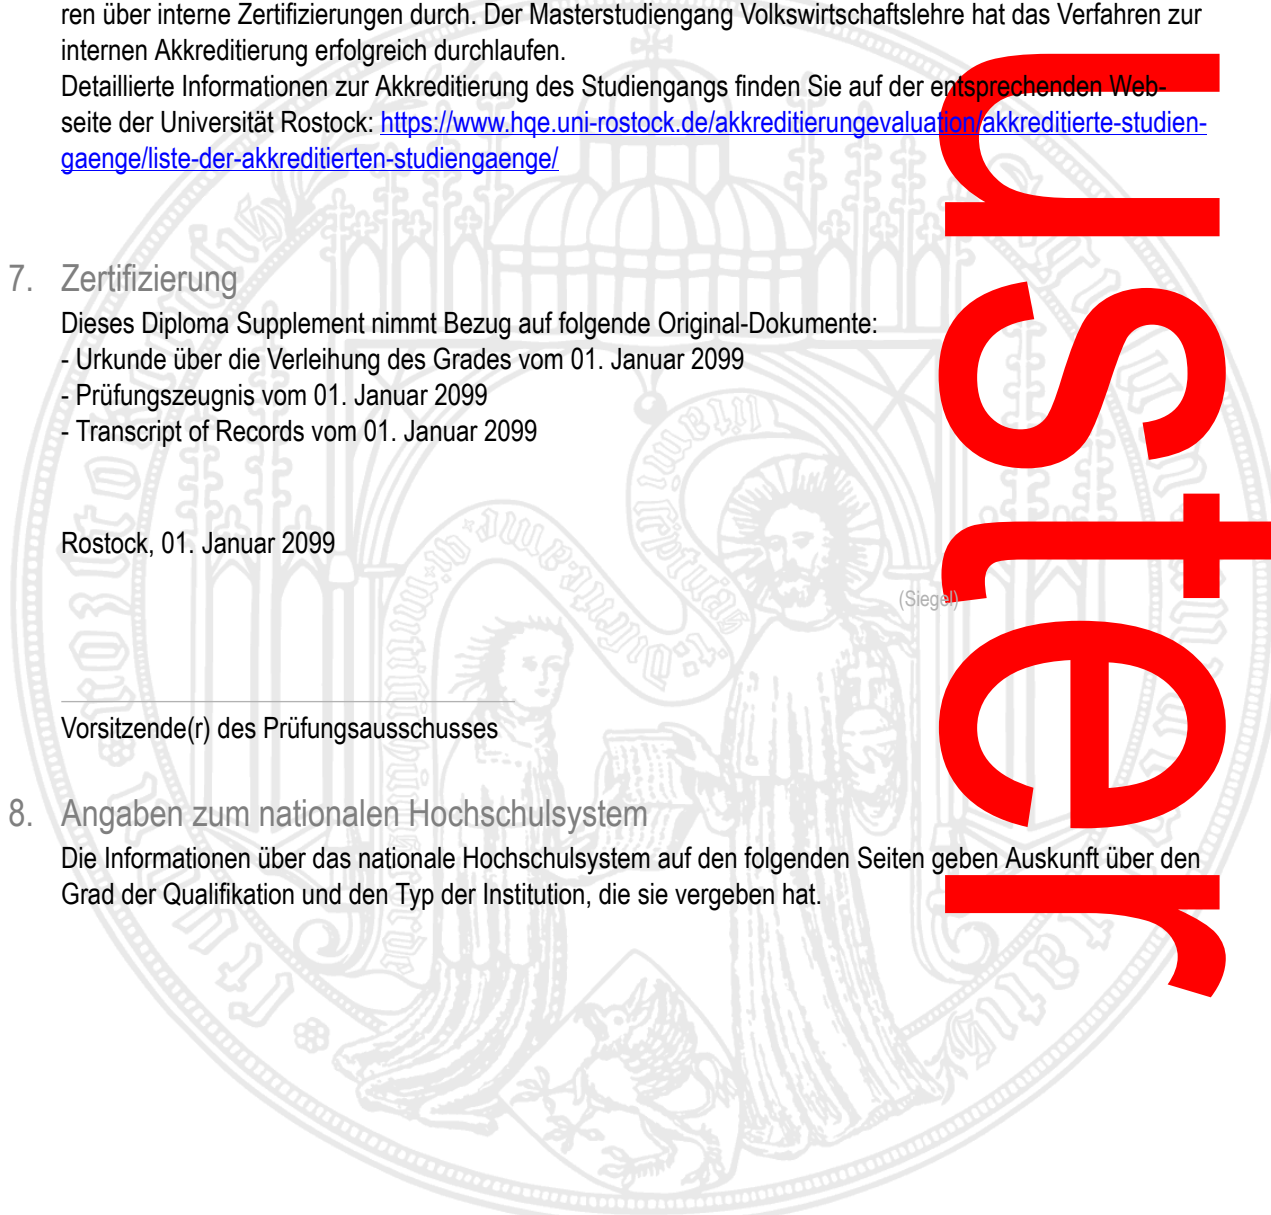 ren über interne Zertifizierungen durch. Der Masterstudiengang Volkswirtschaftslehre hat das Verfahren zur
internen Akkreditierung erfolgreich durchlaufen.
Detaillierte Informationen zur Akkreditierung des Studiengangs finden Sie auf der entsprechenden Web-
seite der Universität Rostock: https://www.hqe.uni-rostock.de/akkreditierungevaluation/akkreditierte-studien-
gaenge/liste-der-akkreditierten-studiengaenge/
7. Zertifizierung
Dieses Diploma Supplement nimmt Bezug auf folgende Original-Dokumente:
- Urkunde über die Verleihung des Grades vom 01. Januar 2099
- Prüfungszeugnis vom 01. Januar 2099
- Transcript of Records vom 01. Januar 2099
Rostock, 01. Januar 2099
(Siegel)
Vorsitzende(r) des Prüfungsausschusses
8. Angaben zum nationalen Hochschulsystem
Die Informationen über das nationale Hochschulsystem auf den folgenden Seiten geben Auskunft über den
Grad der Qualifikation und den Typ der Institution, die sie vergeben hat.
uster